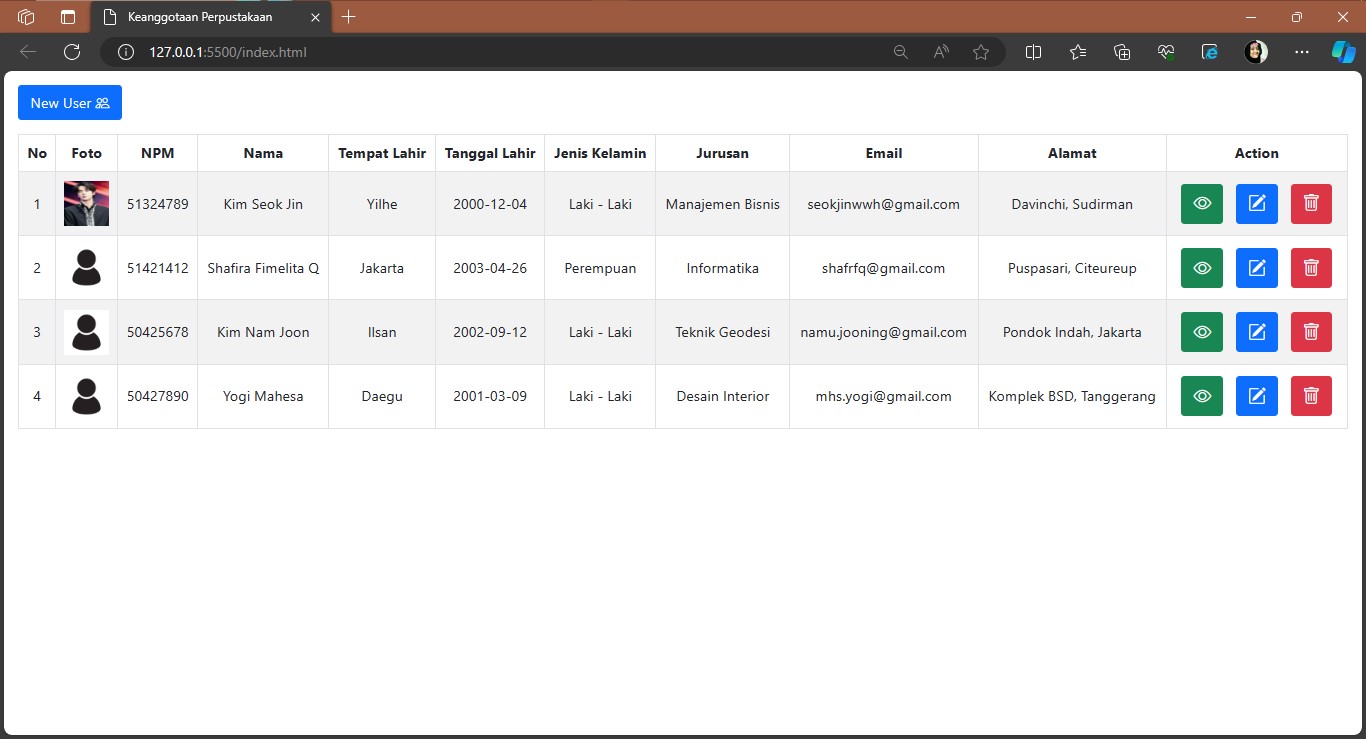 Keanggotaan Perpustakaan
127.0.0.1:5500/index.html
New User
No Foto NPM Nama Tempat Lahir Tanggal Lahir Jenis Kelamin Jurusan Email Alamat Action
1 51324789 Kim Seok Jin Yilhe 2000-12-04 Laki - Laki Manajemen Bisnis seokjinwwh@gmail.com Davinchi, Sudirman
2 51421412 Shafira Fimelita Q Jakarta 2003-04-26 Perempuan Informatika shafrfq@gmail.com Puspasari, Citeureup
3 50425678 Kim Nam Joon Ilsan 2002-09-12 Laki - Laki Teknik Geodesi namu.jooning@gmail.com Pondok Indah, Jakarta
4 50427890 Yogi Mahesa Daegu 2001-03-09 Laki - Laki Desain Interior mhs.yogi@gmail.com Komplek BSD, Tanggerang